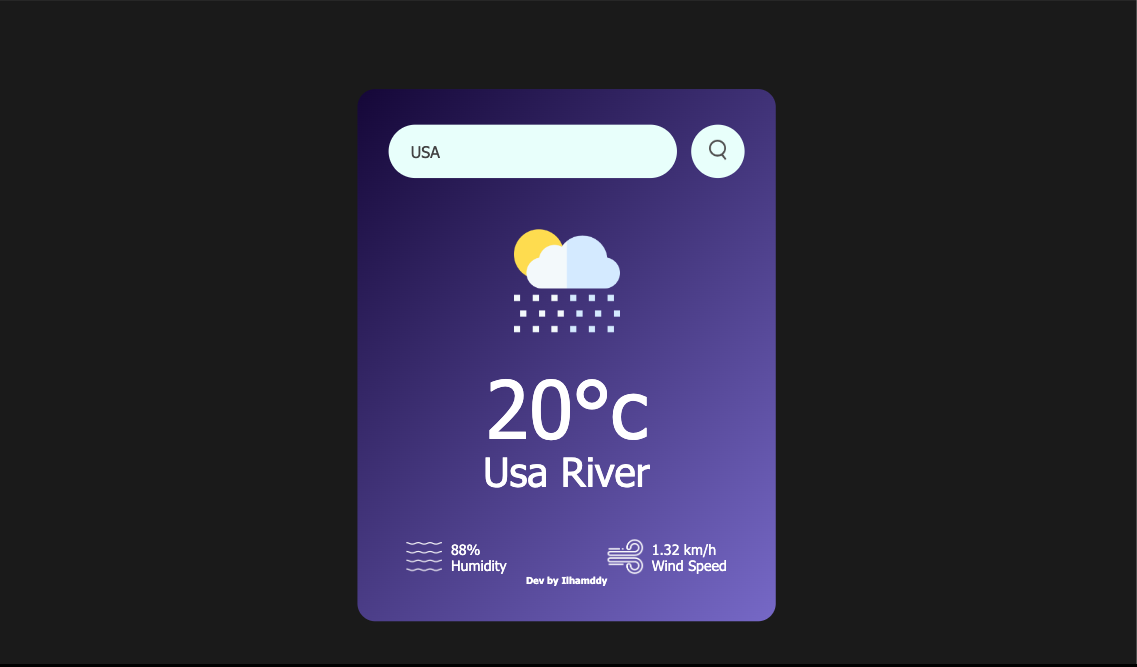 USA
20°c
Usa River
88%
Humidity
1.32 km/h
Wind Speed
Dev by Ilhamddy